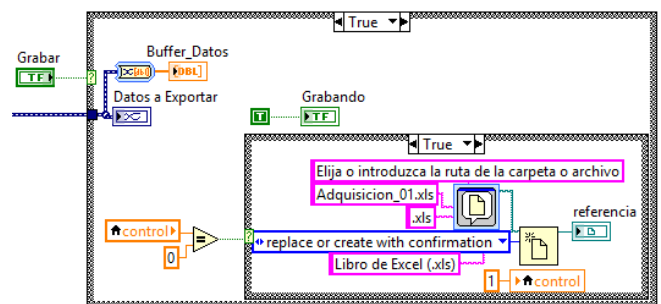 True
Grabar
TF
Buffer_Datos
DBL
Datos a Exportar
Grabando
T
TF
True
Elija o introduzca la ruta de la carpeta o archivo
Adquisicion_01.xls
.xls
referencia
control
=
0
?
replace or create with confirmation
Libro de Excel (.xls)
1
control